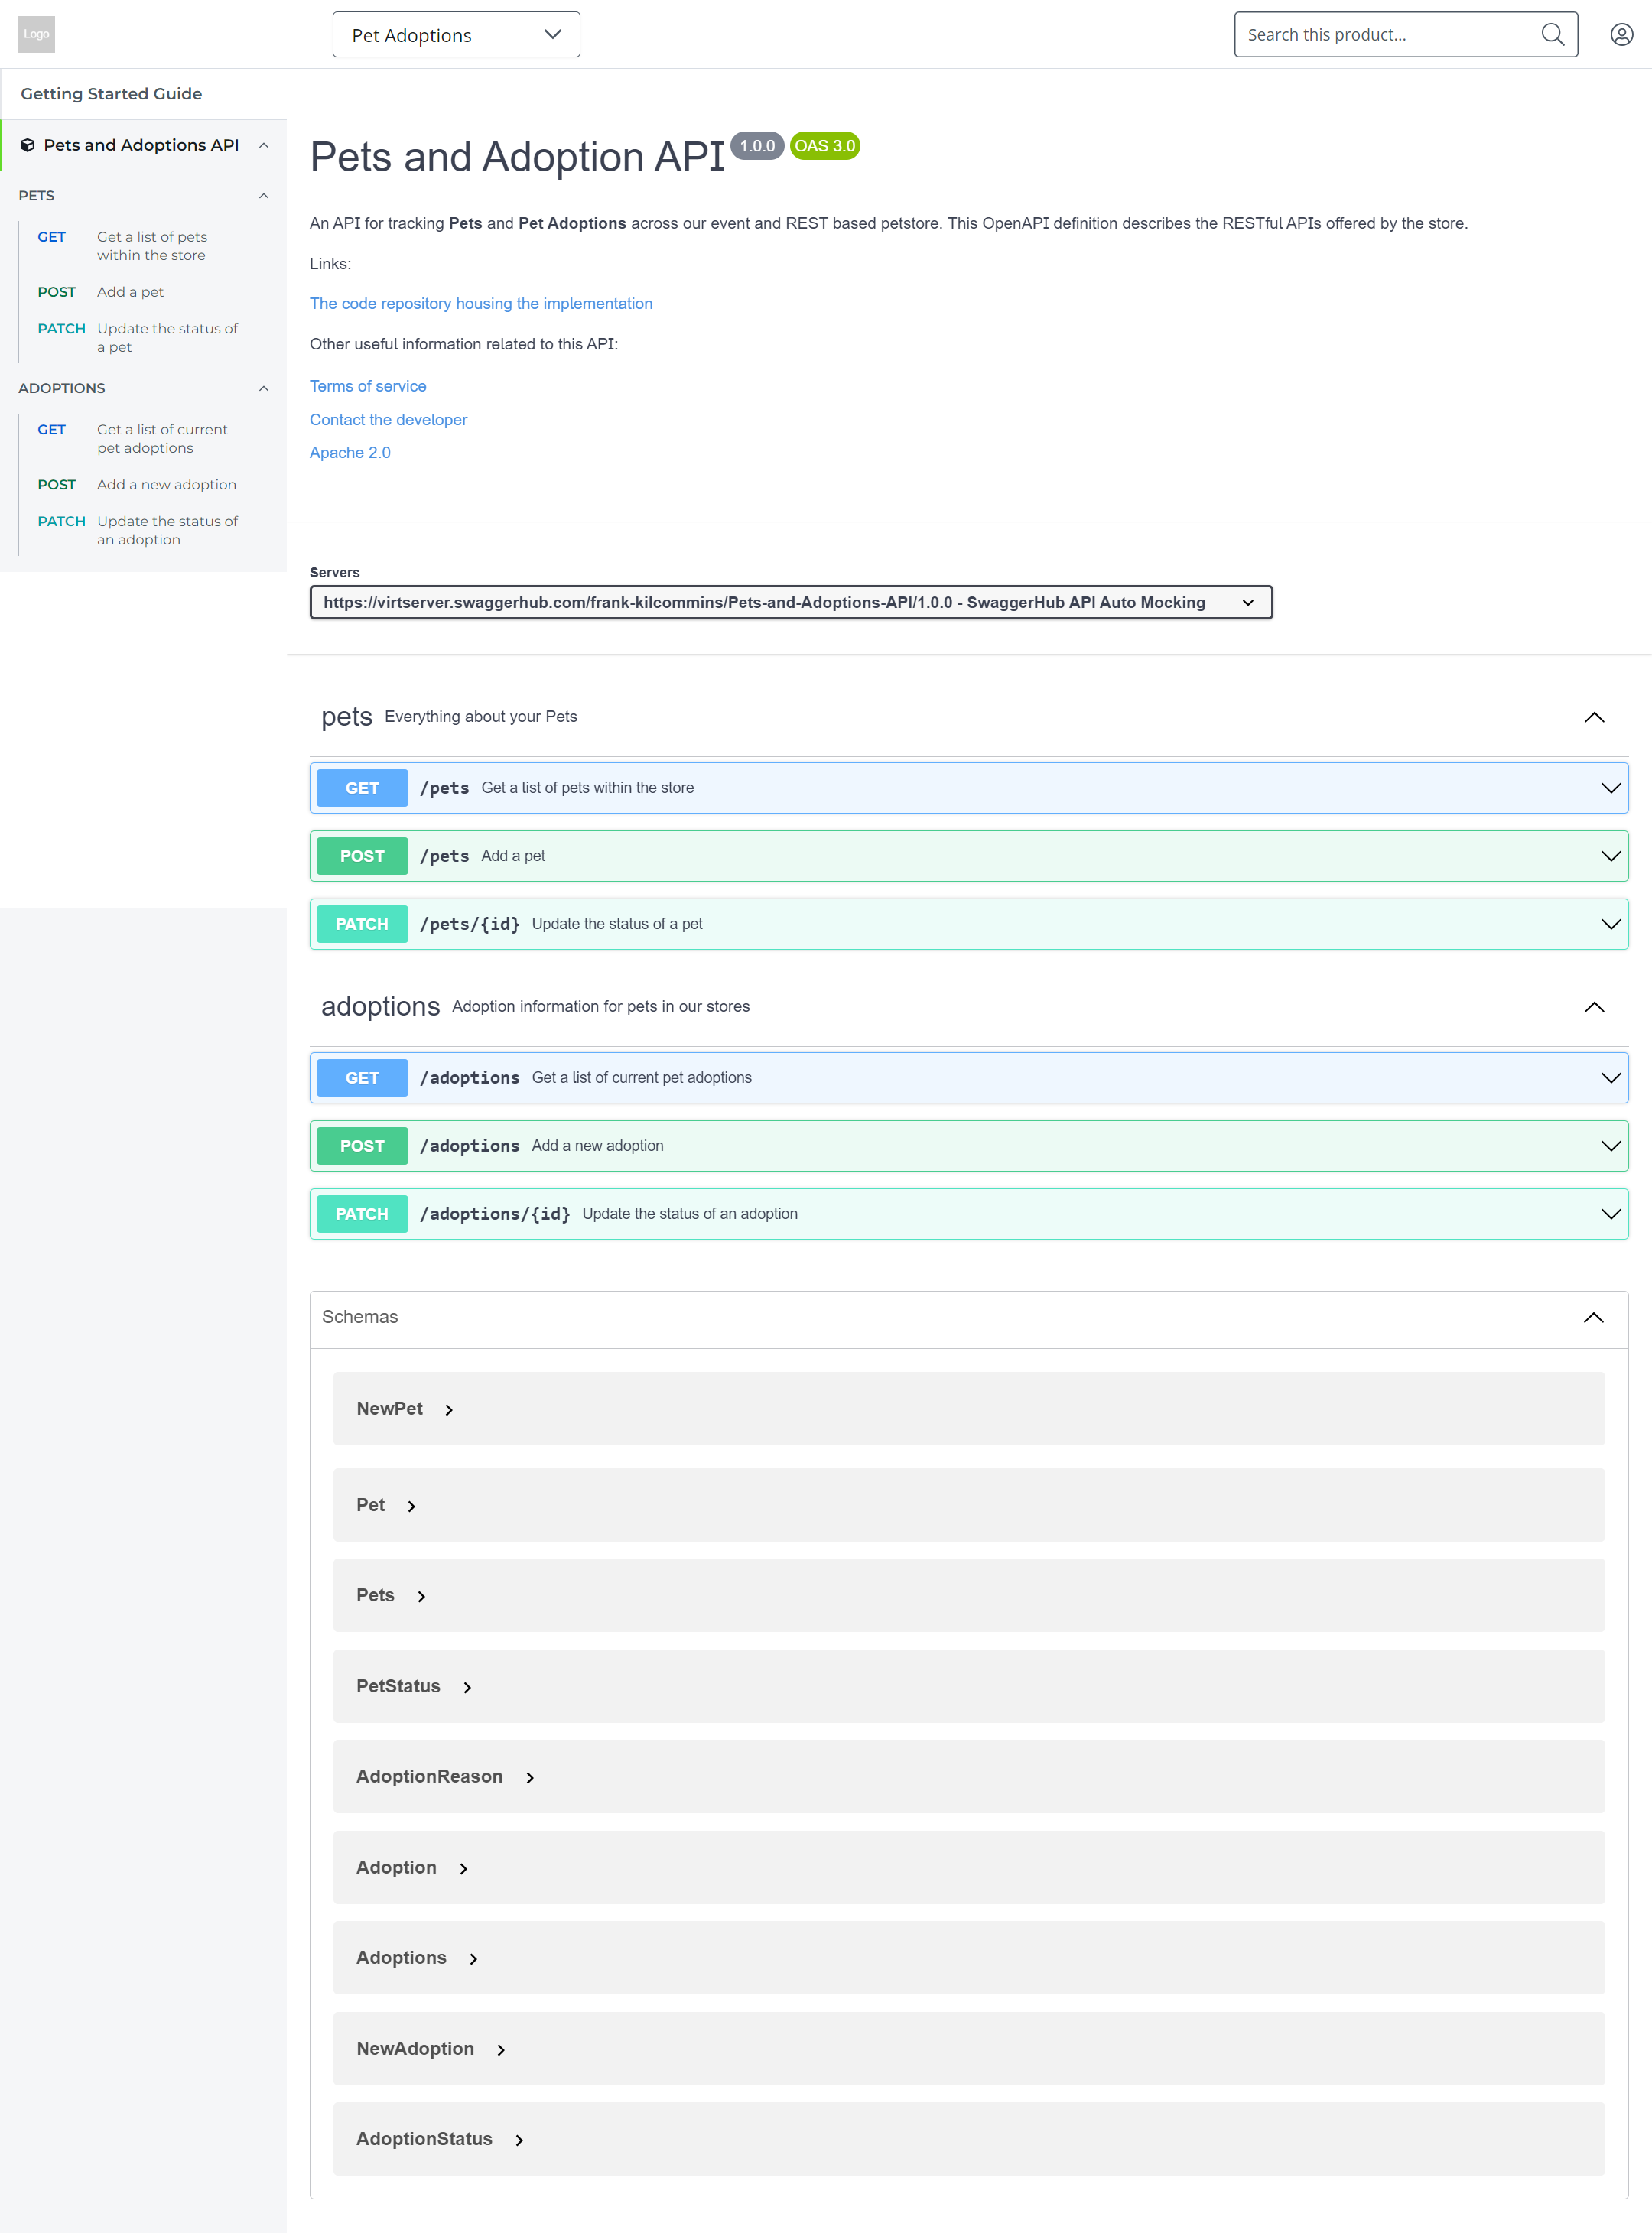 Logo
Pet Adoptions
Search this product...
Getting Started Guide
Pets and Adoptions API
PETS
GET Get a list of pets
within the store
POST Add a pet
PATCH Update the status of
a pet
ADOPTIONS
GET Get a list of current
pet adoptions
POST Add a new adoption
PATCH Update the status of
an adoption
Pets and Adoption API 1.0.0 OAS 3.0
An API for tracking Pets and Pet Adoptions across our event and REST based petstore. This OpenAPI definition describes the RESTful APIs offered by the store.
Links:
The code repository housing the implementation
Other useful information related to this API:
Terms of service
Contact the developer
Apache 2.0
Servers
https://virtserver.swaggerhub.com/frank-kilcommins/Pets-and-Adoptions-API/1.0.0 - SwaggerHub API Auto Mocking
pets Everything about your Pets
GET /pets Get a list of pets within the store
POST /pets Add a pet
PATCH /pets/{id} Update the status of a pet
adoptions Adoption information for pets in our stores
GET /adoptions Get a list of current pet adoptions
POST /adoptions Add a new adoption
PATCH /adoptions/{id} Update the status of an adoption
Schemas
NewPet
Pet
Pets
PetStatus
AdoptionReason
Adoption
Adoptions
NewAdoption
AdoptionStatus